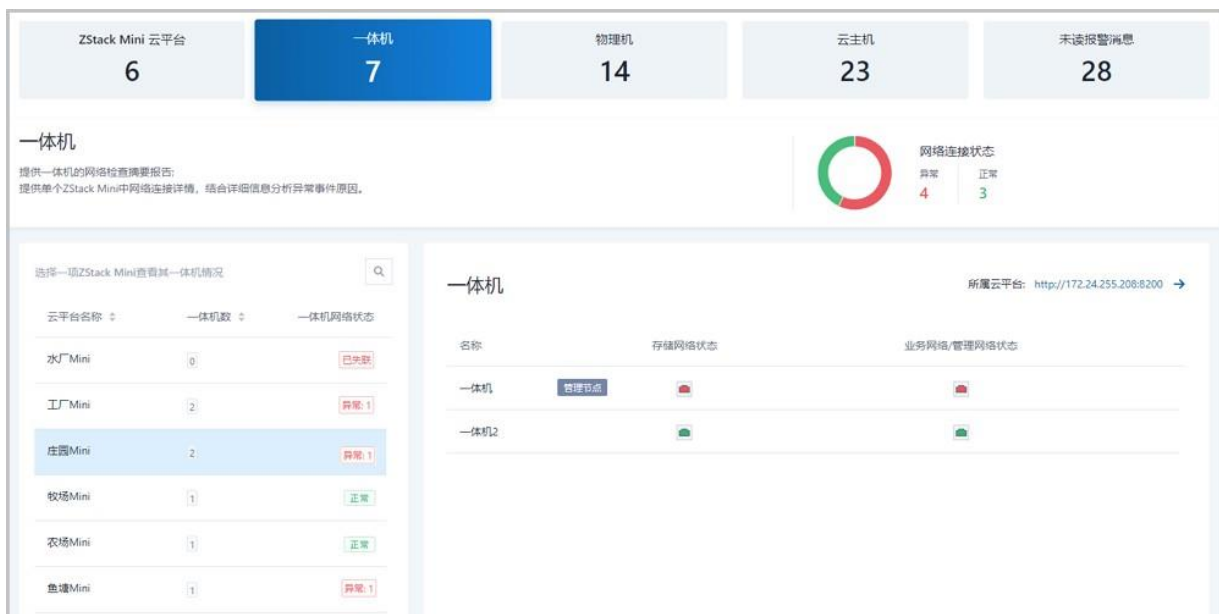 ZStack Mini 云平台
6
一体机
7
物理机
14
云主机
23
未读报警消息
28
一体机
提供一体机的网络检查摘要报告:
提供单个ZStack Mini中网络连接详情，结合详细信息分析异常事件原因。
网络连接状态
异常 正常
4 3
选择一项ZStack Mini查看其一体机情况
云平台名称 一体机数 一体机网络状态
水厂Mini 0 已失联
工厂Mini 2 异常: 1
庄园Mini 2 异常: 1
牧场Mini 1 正常
农场Mini 1 正常
鱼塘Mini 1 异常: 1
一体机
所属云平台: http://172.24.255.208:8200
名称 存储网络状态 业务网络/管理网络状态
一体机 管理节点
一体机2